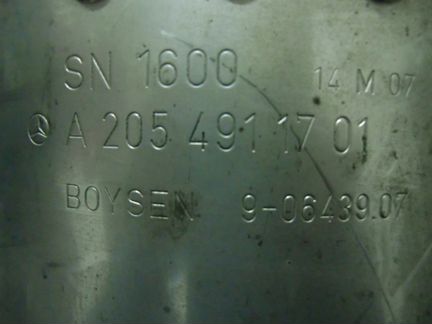 SN 1600 14 M 07
A 205 491 17 01
BOYSEN 9-06439.07